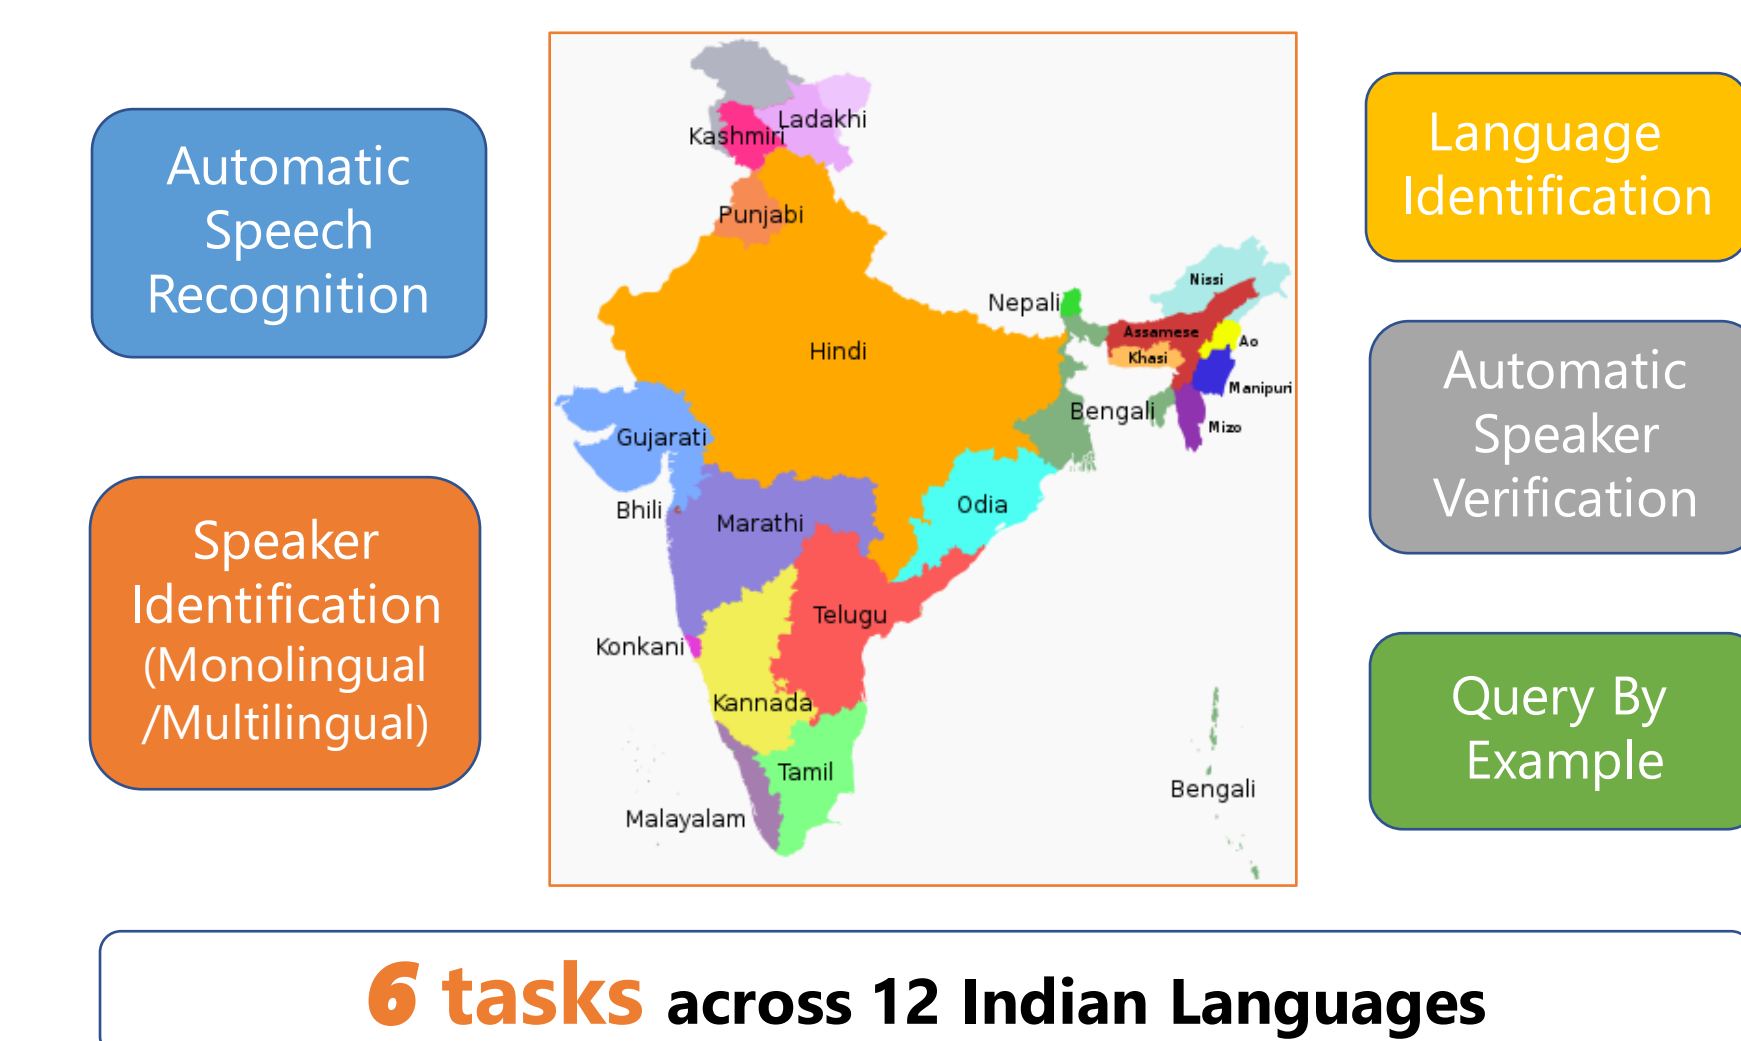 Automatic
Speech
Recognition
Speaker
Identification
(Monolingual
/Multilingual)
Kashmiri
Ladakhi
Punjabi
Hindi
Nepali
Nissi
Assamese
Khasi
Ao
Manipuri
Mizo
Bengali
Gujarati
Bhili
Marathi
Odia
Telugu
Konkani
Kannada
Tamil
Malayalam
Bengali
Language
Identification
Automatic
Speaker
Verification
Query By
Example
6 tasks across 12 Indian Languages